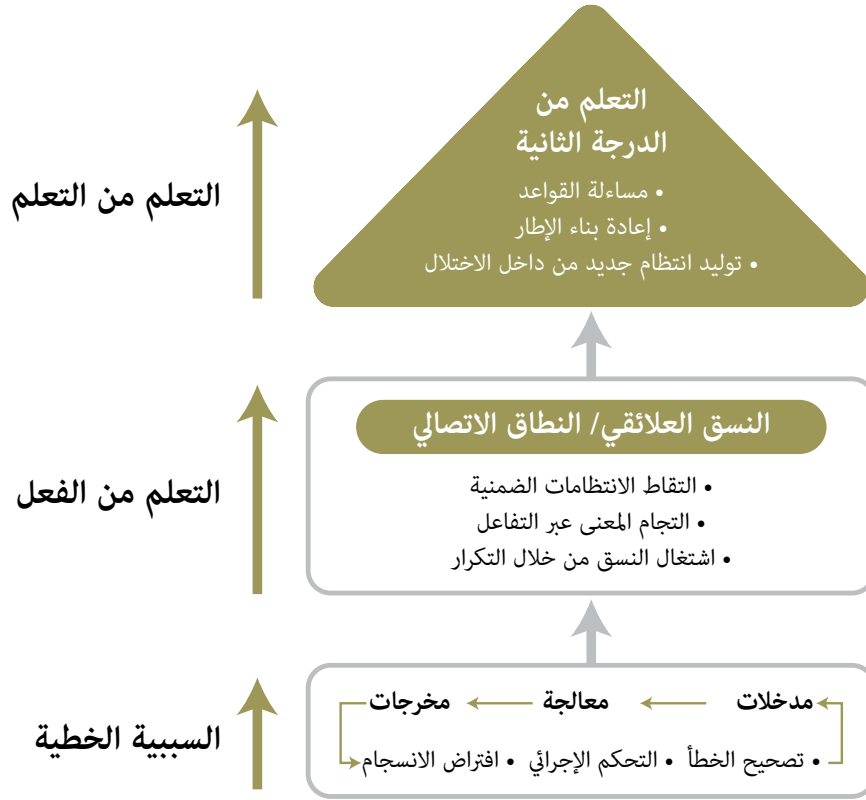 التعلم من
الدرجة الثانية
• مساءلة القواعد
• إعادة بناء الإطار
• توليد انتظام جديد من داخل الاختلال
التعلم من التعلم
النسق العلائقي/ النطاق الاتصالي
• التقاط الانتظامات الضمنية
• التجام المعنى عبر التفاعل
• اشتغال النسق من خلال التكرار
التعلم من الفعل
مدخلات معالجة مخرجات
• تصحيح الخطأ • التحكم الإجرائي • افتراض الانسجام
السببية الخطية